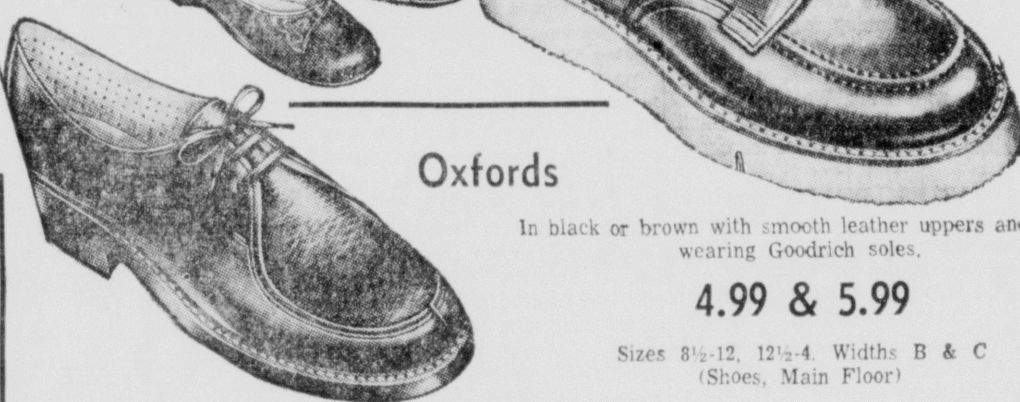 Oxfords
In black or brown with smooth leather uppers
wearing Goodrich soles.
4.99 & 5.99
Sizes 8½-12, 12½-4. Widths B & C
(Shoes, Main Floor)